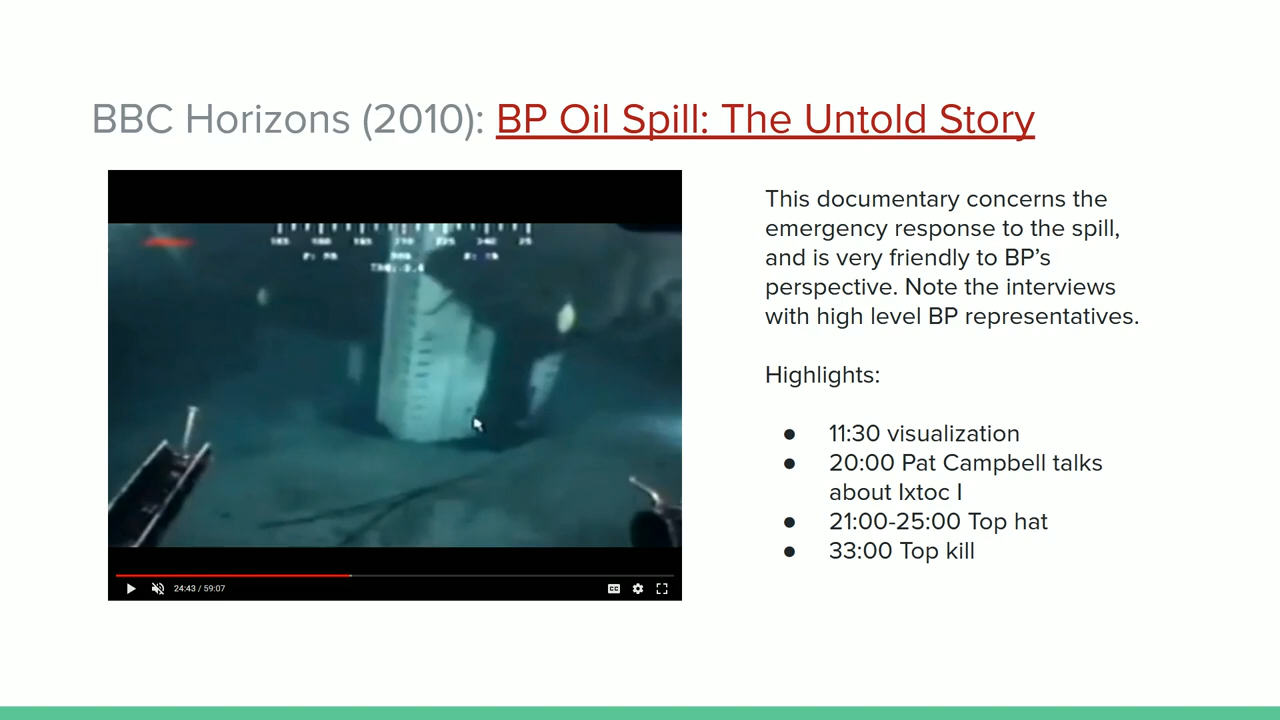 BBC Horizons (2010): BP Oil Spill: The Untold Story
This documentary concerns the
emergency response to the spill,
and is very friendly to BP’s
perspective. Note the interviews
with high level BP representatives.
Highlights:
● 11:30 visualization
● 20:00 Pat Campbell talks
about Ixtoc I
● 21:00-25:00 Top hat
● 33:00 Top kill
24:43 / 59:07
CC